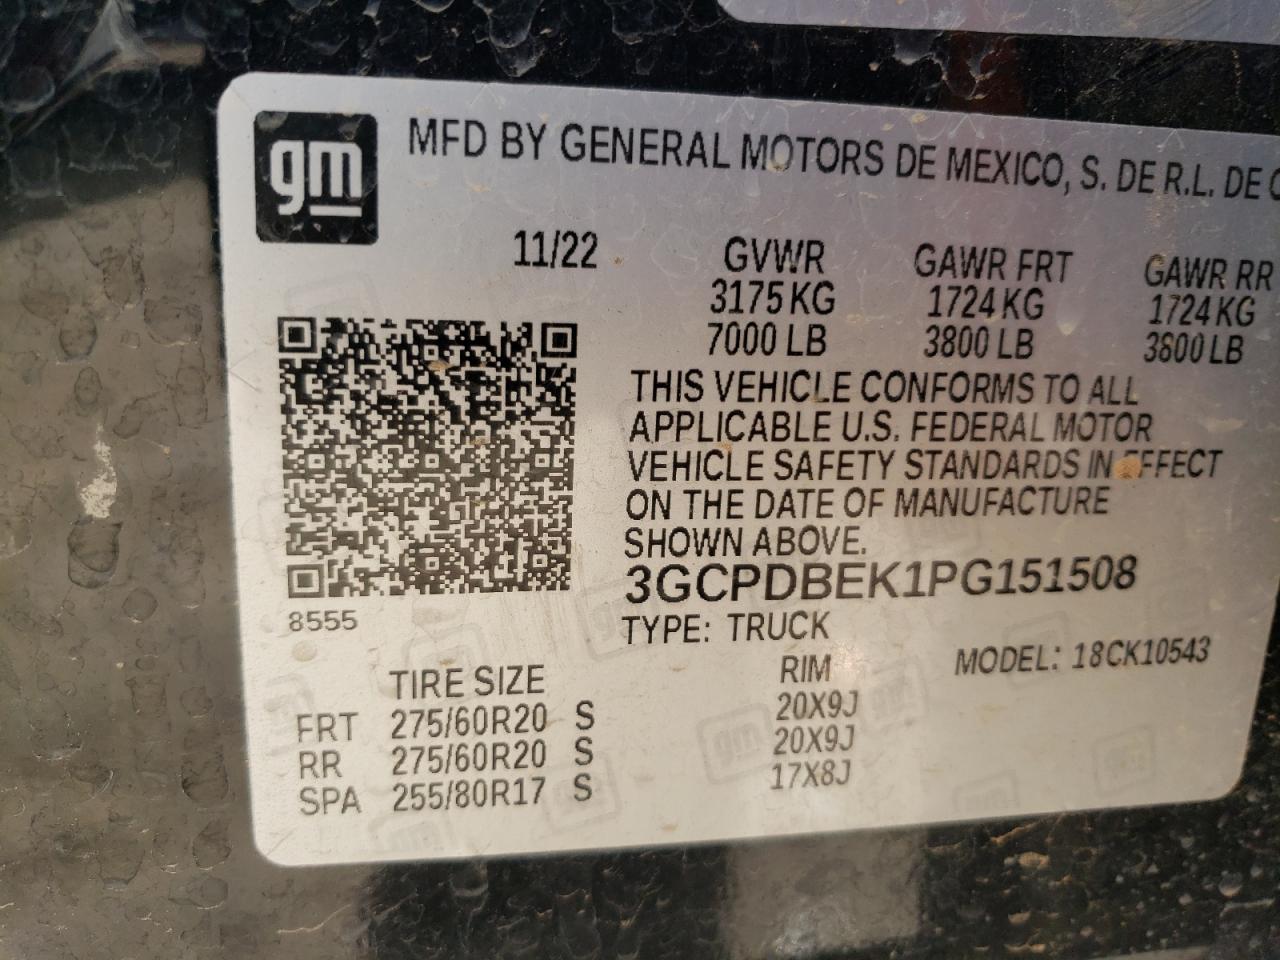 gm
MFD BY GENERAL MOTORS DE MEXICO, S. DE R.L. DE C
11/22
GVWR GAWR FRT GAWR RR
3175 KG 1724 KG 1724 KG
7000 LB 3800 LB 3800 LB
THIS VEHICLE CONFORMS TO ALL
APPLICABLE U.S. FEDERAL MOTOR
VEHICLE SAFETY STANDARDS IN EFFECT
ON THE DATE OF MANUFACTURE
SHOWN ABOVE.
3GCPDBEK1PG151508
8555
TYPE: TRUCK
MODEL: 18CK10543
TIRE SIZE RIM
FRT 275/60R20 S 20X9J
RR 275/60R20 S 20X9J
SPA 255/80R17 S 17X8J